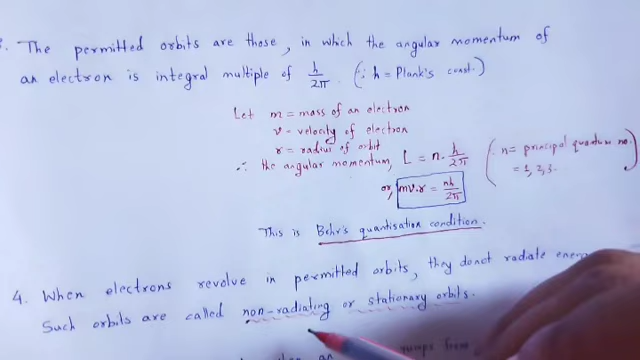 3. The permitted orbits are those, in which the angular momentum of
an electron is integral multiple of h/2π. (∵ h = Plank's const.)
Let m = mass of an electron
v = velocity of electron
r = radius of orbit
∴ the angular momentum, L = n · h/2π
or, mv.r = nh/2π
( n = principal quantum no.
= 1, 2, 3. )
This is Bohr's quantisation condition.
4. When electrons revolve in permitted orbits, they donot radiate
Such orbits are called non-radiating or stationary orbits.
from